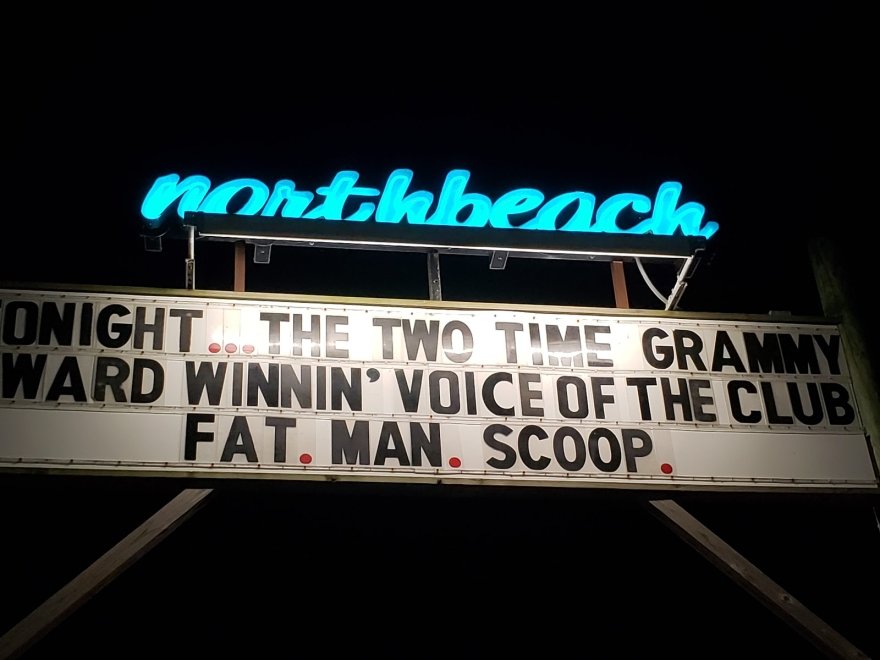 northbeach
ONIGHT...THE TWO TIME GRAMMY
WARD WINNIN' VOICE OF THE CLUB
FAT. MAN. SCOOP.